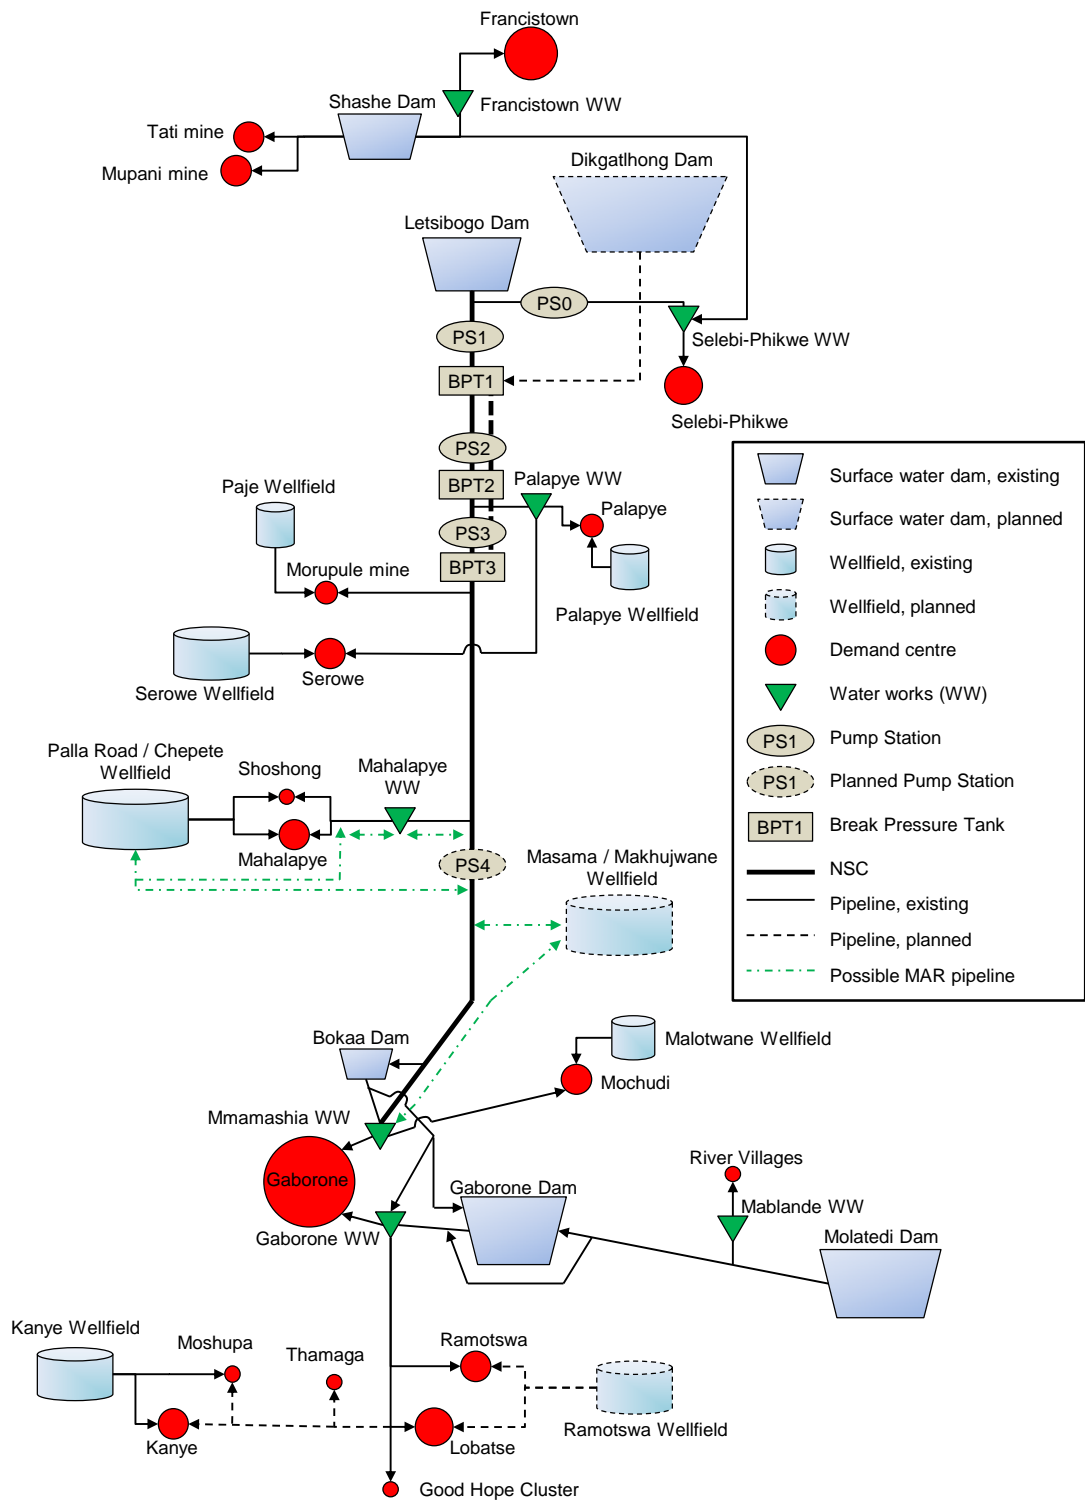 Francistown
Francistown WW
Shashe Dam
Tati mine
Mupani mine
Dikgatlhong Dam
Letsibogo Dam
PS0
PS1
Selebi-Phikwe WW
BPT1
Selebi-Phikwe
PS2
BPT2
Palapye WW
Paje Wellfield
Palapye
PS3
BPT3
Morupule mine
Palapye Wellfield
Serowe
Serowe Wellfield
Palla Road / Chepete
Wellfield
Shoshong
Mahalapye
WW
Mahalapye
PS4
Masama / Makhujwane
Wellfield
Surface water dam, existing
Surface water dam, planned
Wellfield, existing
Wellfield, planned
Demand centre
Water works (WW)
PS1
Pump Station
PS1
Planned Pump Station
BPT1
Break Pressure Tank
NSC
Pipeline, existing
Pipeline, planned
Possible MAR pipeline
Bokaa Dam
Malotwane Wellfield
Mochudi
Mmamashia WW
Gaborone
River Villages
Gaborone Dam
Mablande WW
Gaborone WW
Molatedi Dam
Kanye Wellfield
Moshupa
Thamaga
Ramotswa
Ramotswa Wellfield
Kanye
Lobatse
Good Hope Cluster